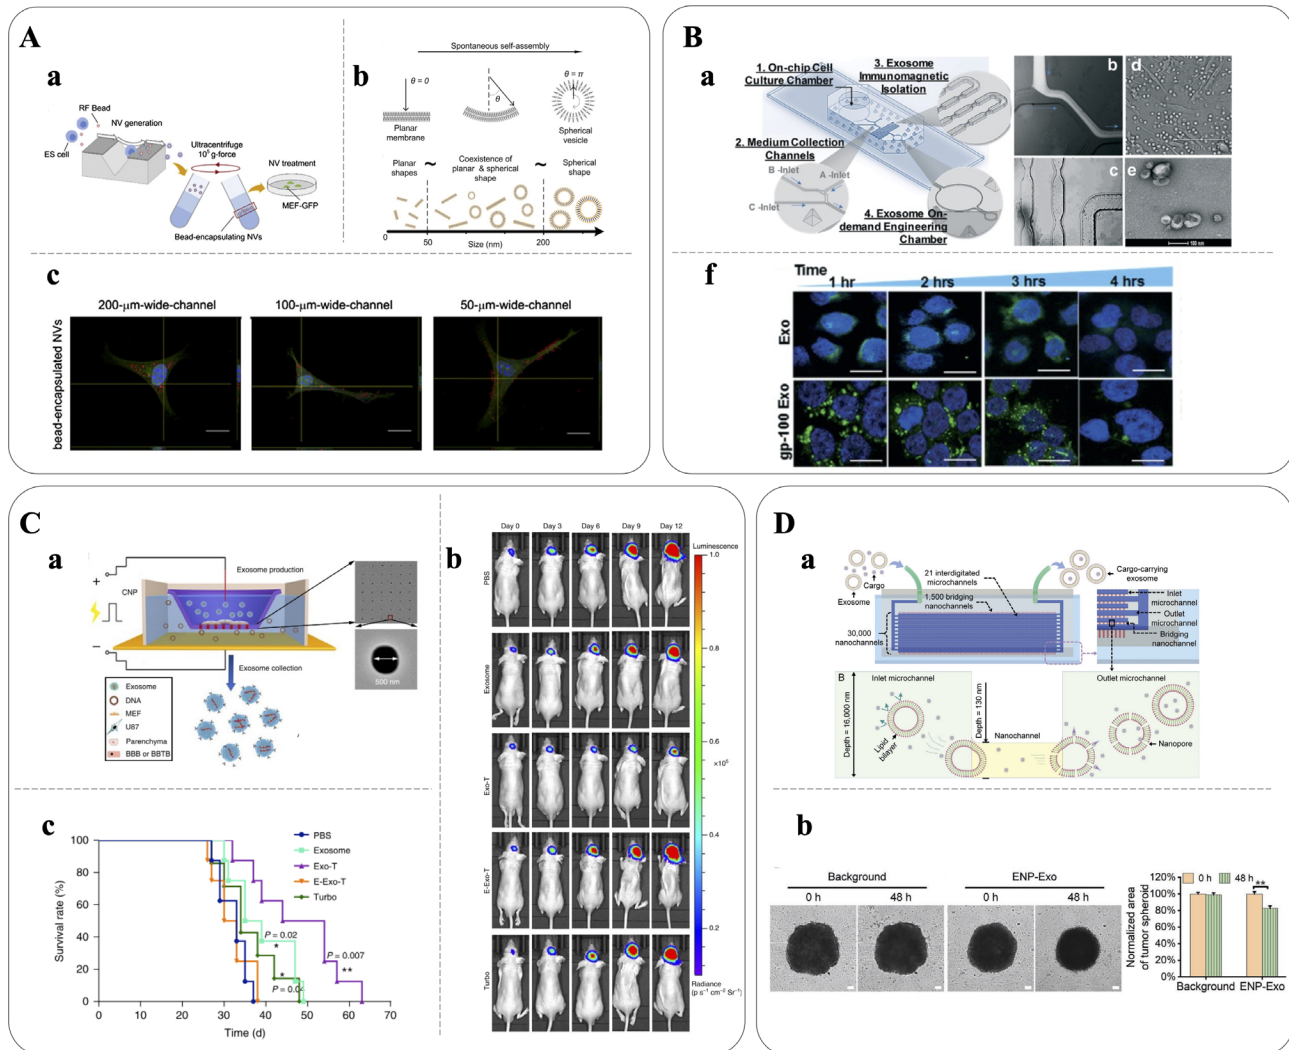 A
a
RF Bead
NV generation
ES cell
Ultracentrifuge
10⁵ g-force
NV treatment
MEF-GFP
Bead-encapsulating NVs
b
Spontaneous self-assembly
θ = 0
θ
θ = π
Planar
membrane
Spherical
vesicle
Planar
shapes
~
Coexistence of
planar & spherical
shape
~
Spherical
shape
0
50
Size (nm)
200
c
200-μm-wide-channel
100-μm-wide-channel
50-μm-wide-channel
bead-encapsulated NVs
B
a
1. On-chip Cell
Culture Chamber
3. Exosome
Immunomagnetic
Isolation
2. Medium Collection
Channels
B -Inlet
A -Inlet
C -Inlet
4. Exosome On-
demand Engineering
Chamber
b
d
c
e
100 nm
f
Time
1 hr
2 hrs
3 hrs
4 hrs
Exo
gp-100 Exo
C
a
Exosome production
+
CNP
−
Exosome collection
500 nm
Exosome
DNA
MEF
U87
Parenchyma
BBB or BBTB
b
Day 0
Day 3
Day 6
Day 9
Day 12
PBS
Exosome
Exo-T
E-Exo-T
Turbo
Luminescence
1.0
0.8
0.6
×10⁵
0.4
0.2
Radiance
(p s⁻¹ cm⁻² Sr⁻¹)
c
Survival rate (%)
100
80
60
40
20
0
0
10
20
30
40
50
60
70
Time (d)
PBS
Exosome
Exo-T
E-Exo-T
Turbo
P = 0.02
*
P = 0.007
**
*
P = 0.04
D
a
Cargo
Exosome
21 interdigitated microchannels
1,500 bridging
nanochannels
30,000
nanochannels
Cargo-carrying
exosome
Inlet
microchannel
Outlet
microchannel
Bridging
nanochannel
B
Inlet microchannel
Outlet microchannel
Depth = 16,000 nm
Lipid
bilayer
Depth = 130 nm
Nanochannel
Nanopore
b
Background
ENP-Exo
0 h
48 h
0 h
48 h
Normalized area
of tumor spheroid
120%
100%
80%
60%
40%
20%
0%
0 h
48 h
**
Background
ENP-Exo